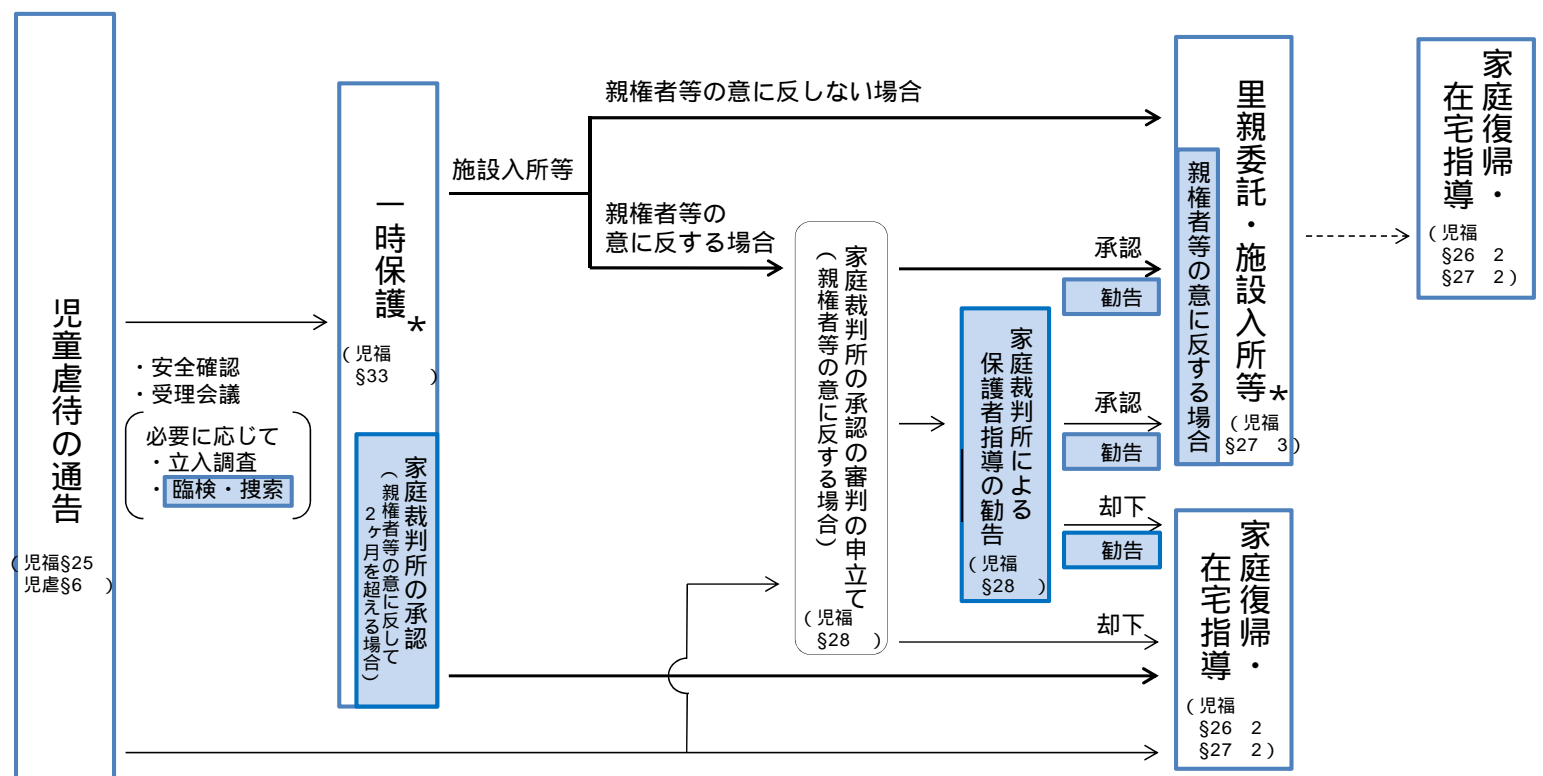 児童虐待の通告
（児福§25
児虐§6　）
・安全確認
・受理会議
必要に応じて
・立入調査
・臨検・捜索
一時保護*
（児福
§33　）
家庭裁判所の承認
（親権者等の意に反して
２ヶ月を超える場合）
施設入所等
親権者等の意に反しない場合
親権者等の
意に反する場合
家庭裁判所の承認の審判の申立て
（親権者等の意に反する場合）
（児福
§28　）
家庭裁判所による
保護者指導の勧告
（児福
§28　）
承認
勧告
承認
勧告
却下
勧告
却下
里親委託・施設入所等*
親権者等の意に反する場合
（児福
§27　3）
家庭復帰・
在宅指導
（児福
§26　2
§27　2）
家庭復帰・
在宅指導
（児福
§26　2
§27　2）